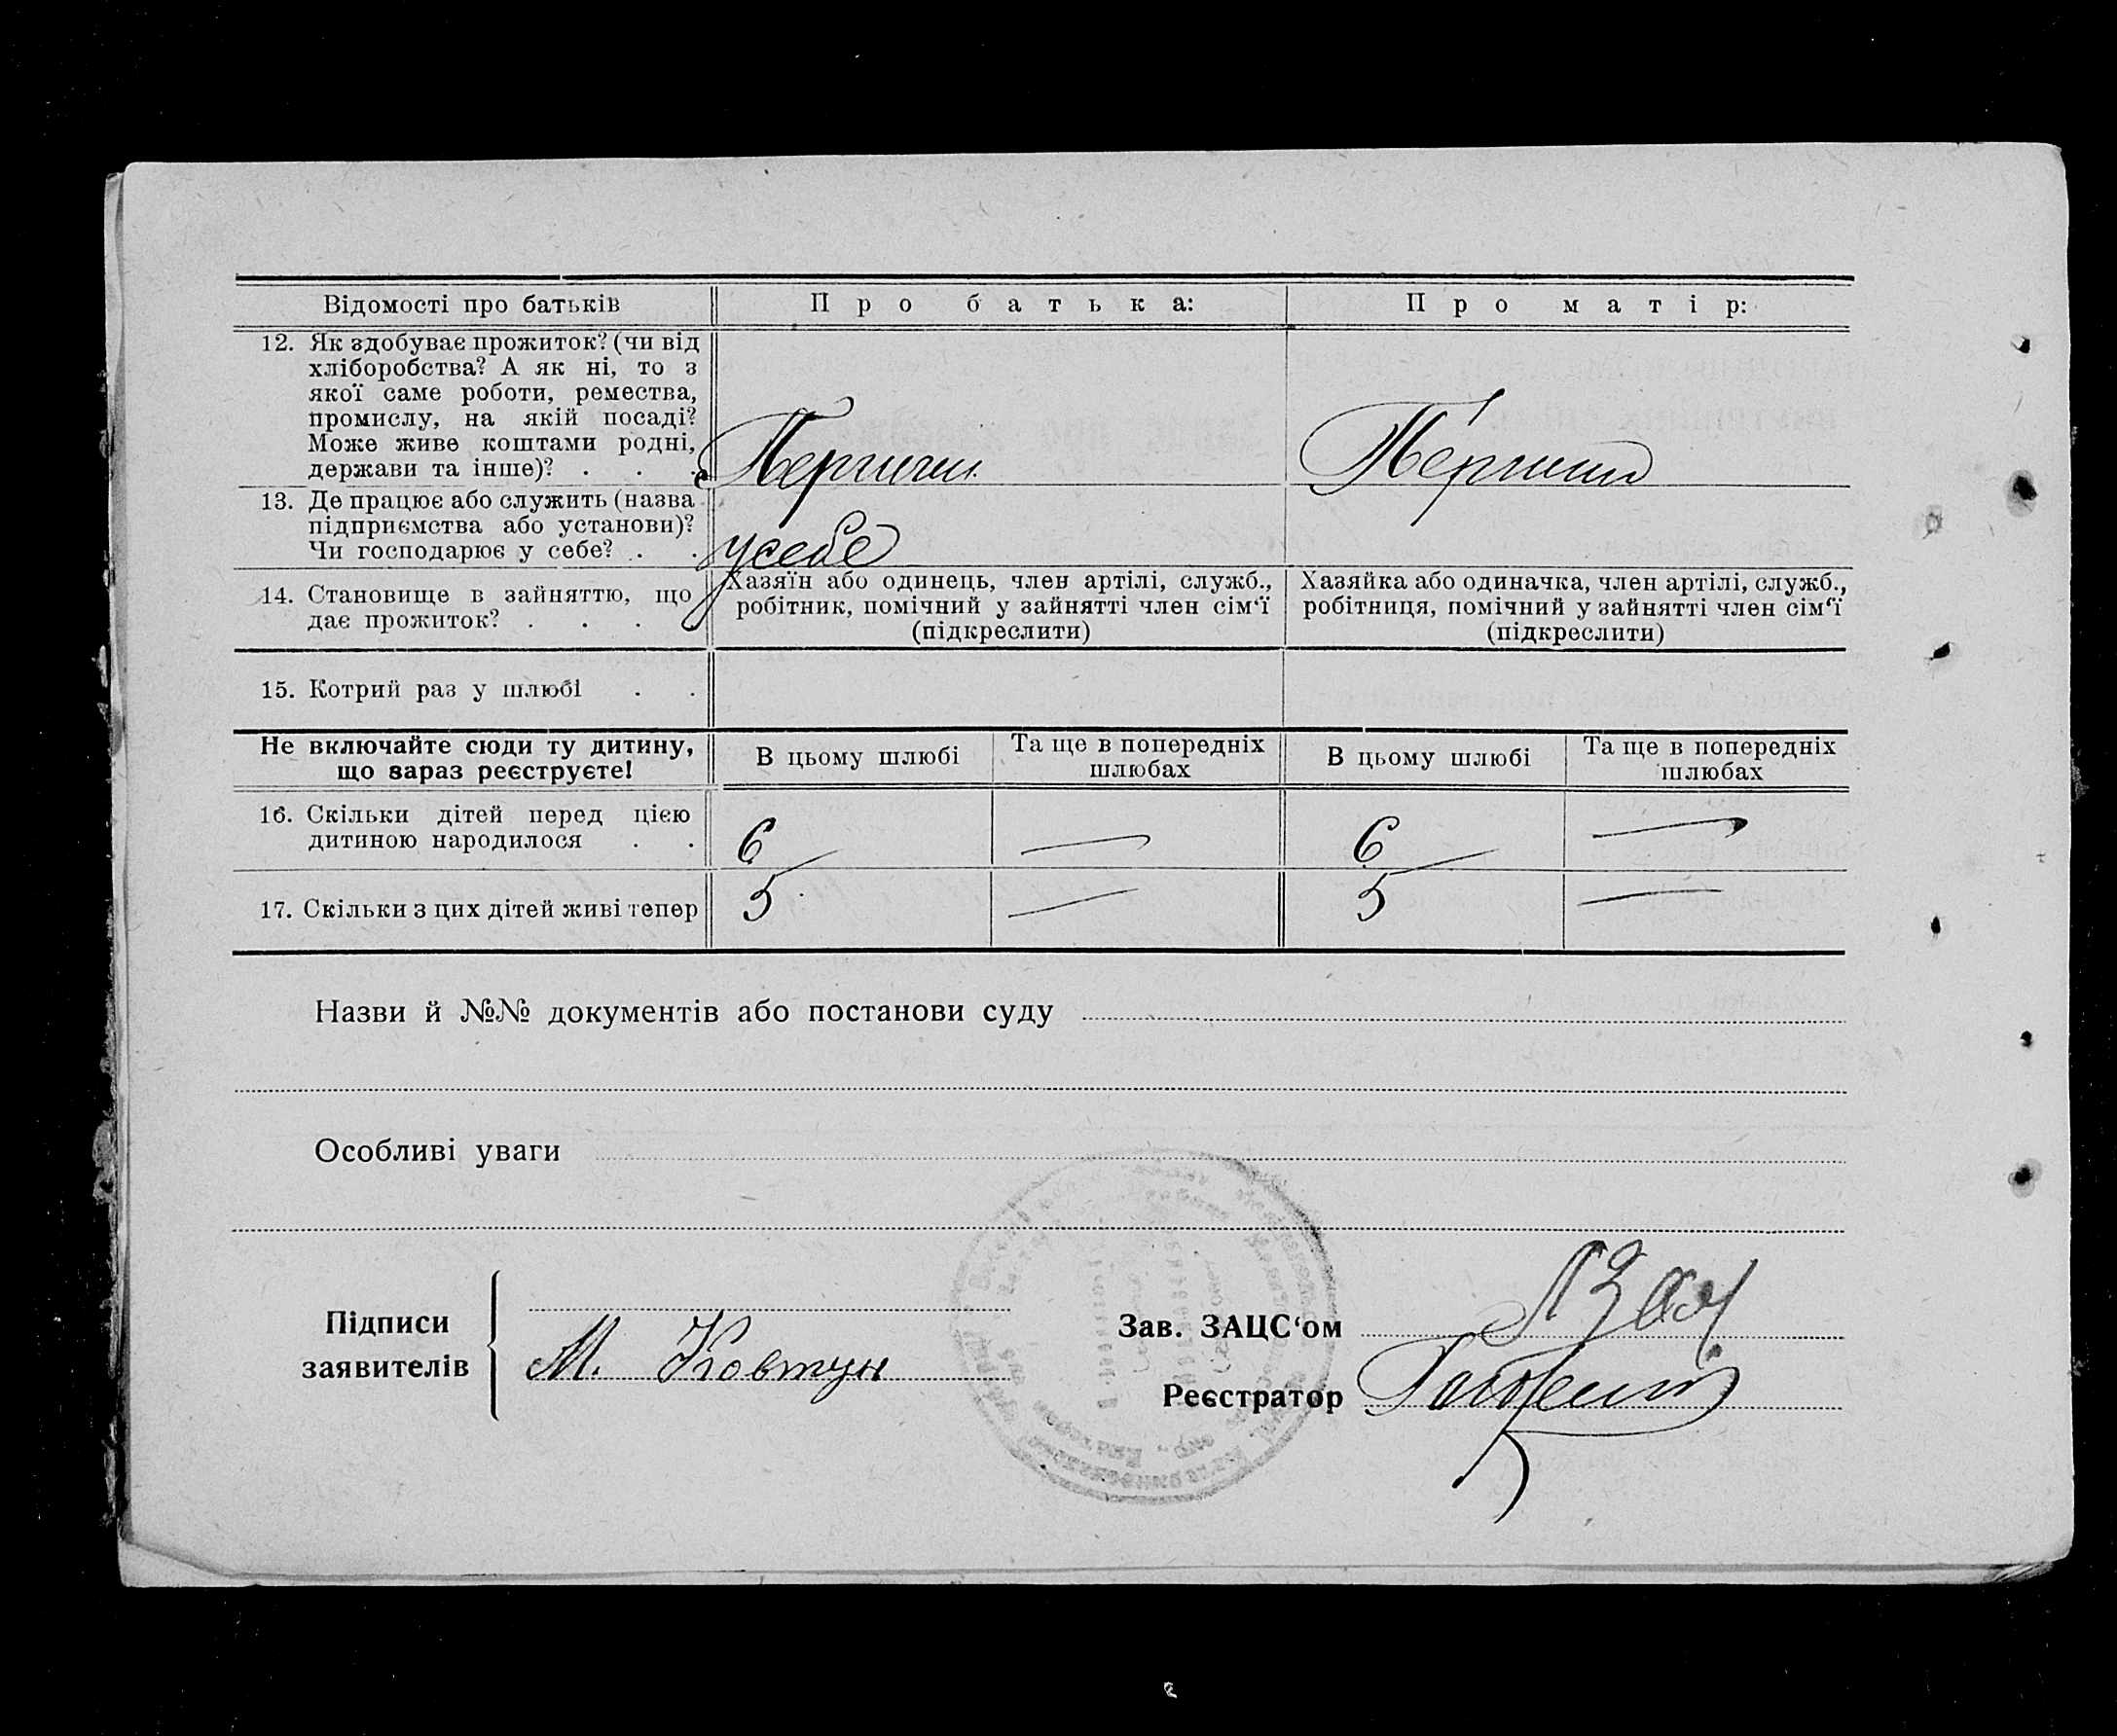 Відомості про батьків
Про батька:
Про матір:
12. Як здобуває прожиток? (чи від
хліборобства? А як ні, то з
якої саме роботи, ремества,
промислу, на якій посаді?
Може живе коштами родні,
держави та інше)? . . .
13. Де працює або служить (назва
підприємства або установи)?
Чи господарює у себе? . .
усебе
14. Становище в зайняттю, що
дає прожиток? . . . .
Хазяїн або одинець, член артілі, служб.,
робітник, помічний у зайнятті член сім‘ї
(підкреслити)
Хазяйка або одиначка, член артілі, служб.,
робітниця, помічний у зайнятті член сім‘ї
(підкреслити)
15. Котрий раз у шлюбі . .
Не включайте сюди ту дитину,
що зараз реєструєте!
В цьому шлюбі
Та ще в попередніх
шлюбах
В цьому шлюбі
Та ще в попередніх
шлюбах
16. Скільки дітей перед цією
дитиною народилося . .
6 — 6 —
17. Скільки з цих дітей живі тепер
5 — 5 —
Назви й №№ документів або постанови суду
Особливі уваги
Підписи
заявителів
М. Ковтун
Зав. ЗАЦС‘ом
Реєстратор